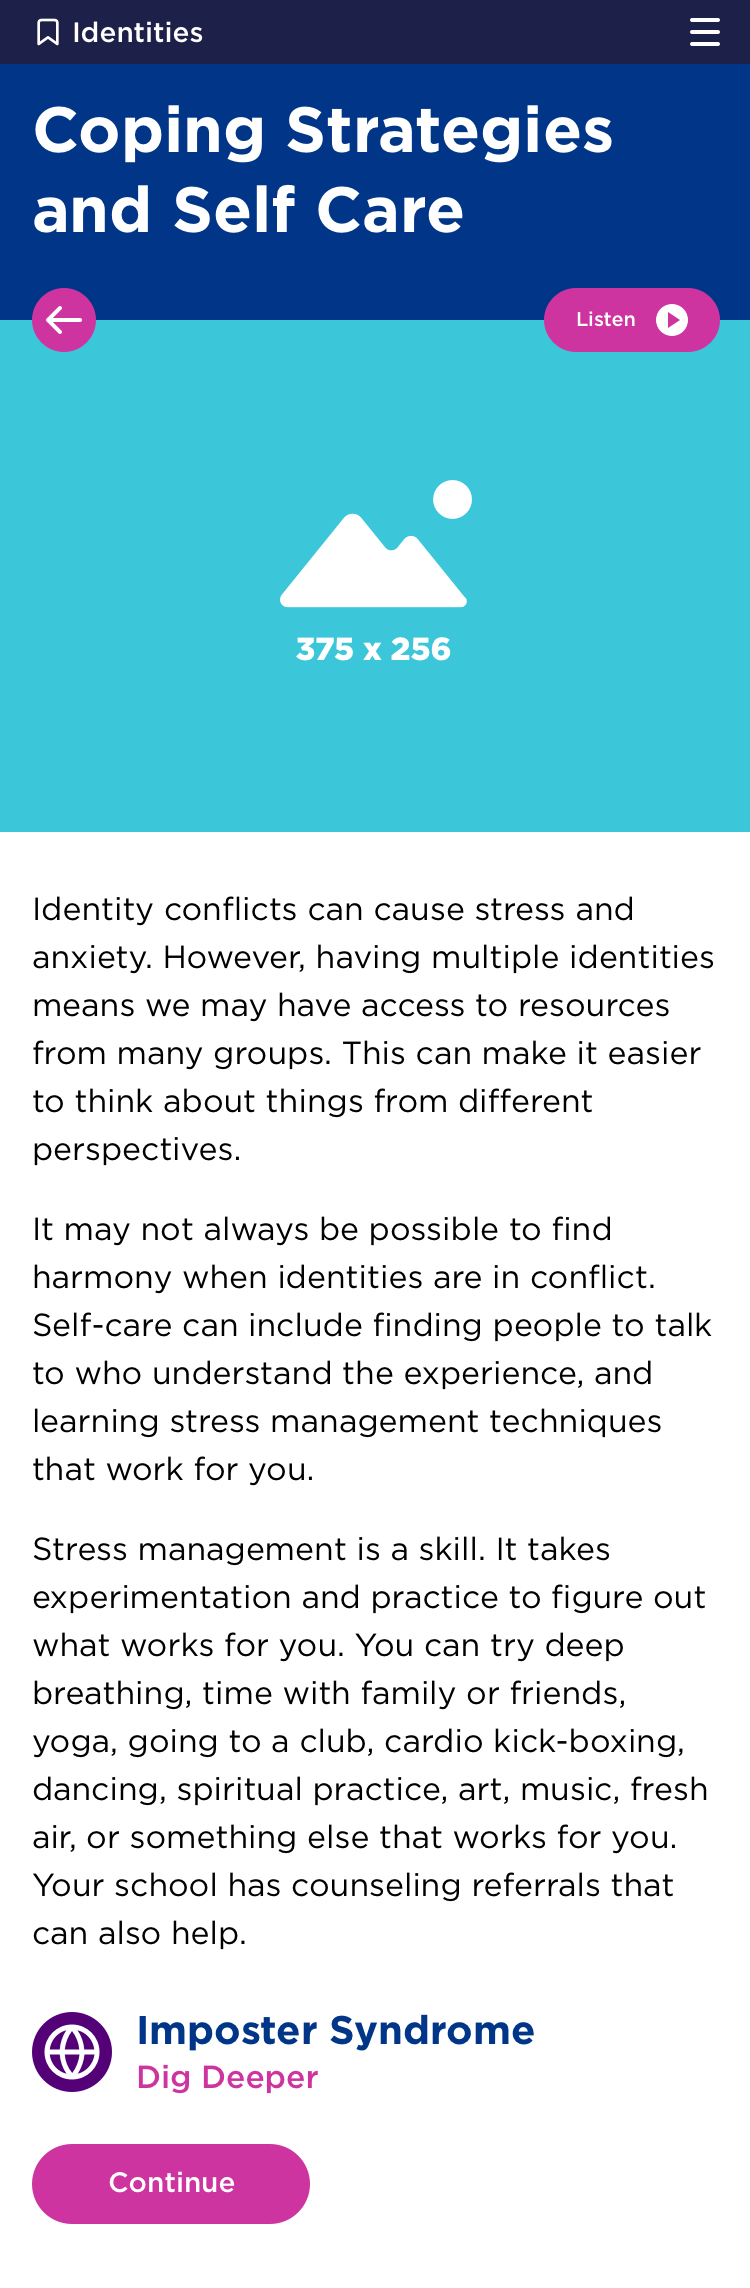 Identities
Coping Strategies
and Self Care
Listen
375 x 256
Identity conflicts can cause stress and
anxiety. However, having multiple identities
means we may have access to resources
from many groups. This can make it easier
to think about things from different
perspectives.
It may not always be possible to find
harmony when identities are in conflict.
Self-care can include finding people to talk
to who understand the experience, and
learning stress management techniques
that work for you.
Stress management is a skill. It takes
experimentation and practice to figure out
what works for you. You can try deep
breathing, time with family or friends,
yoga, going to a club, cardio kick-boxing,
dancing, spiritual practice, art, music, fresh
air, or something else that works for you.
Your school has counseling referrals that
can also help.
Imposter Syndrome
Dig Deeper
Continue